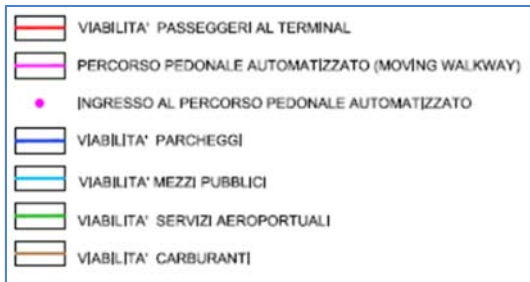 VIABILITA' PASSEGGERI AL TERMINAL
PERCORSO PEDONALE AUTOMATIZZATO (MOVING WALKWAY)
INGRESSO AL PERCORSO PEDONALE AUTOMATIZZATO
VIABILITA' PARCHEGGI
VIABILITA' MEZZI PUBBLICI
VIABILITA' SERVIZI AEROPORTUALI
VIABILITA' CARBURANTI